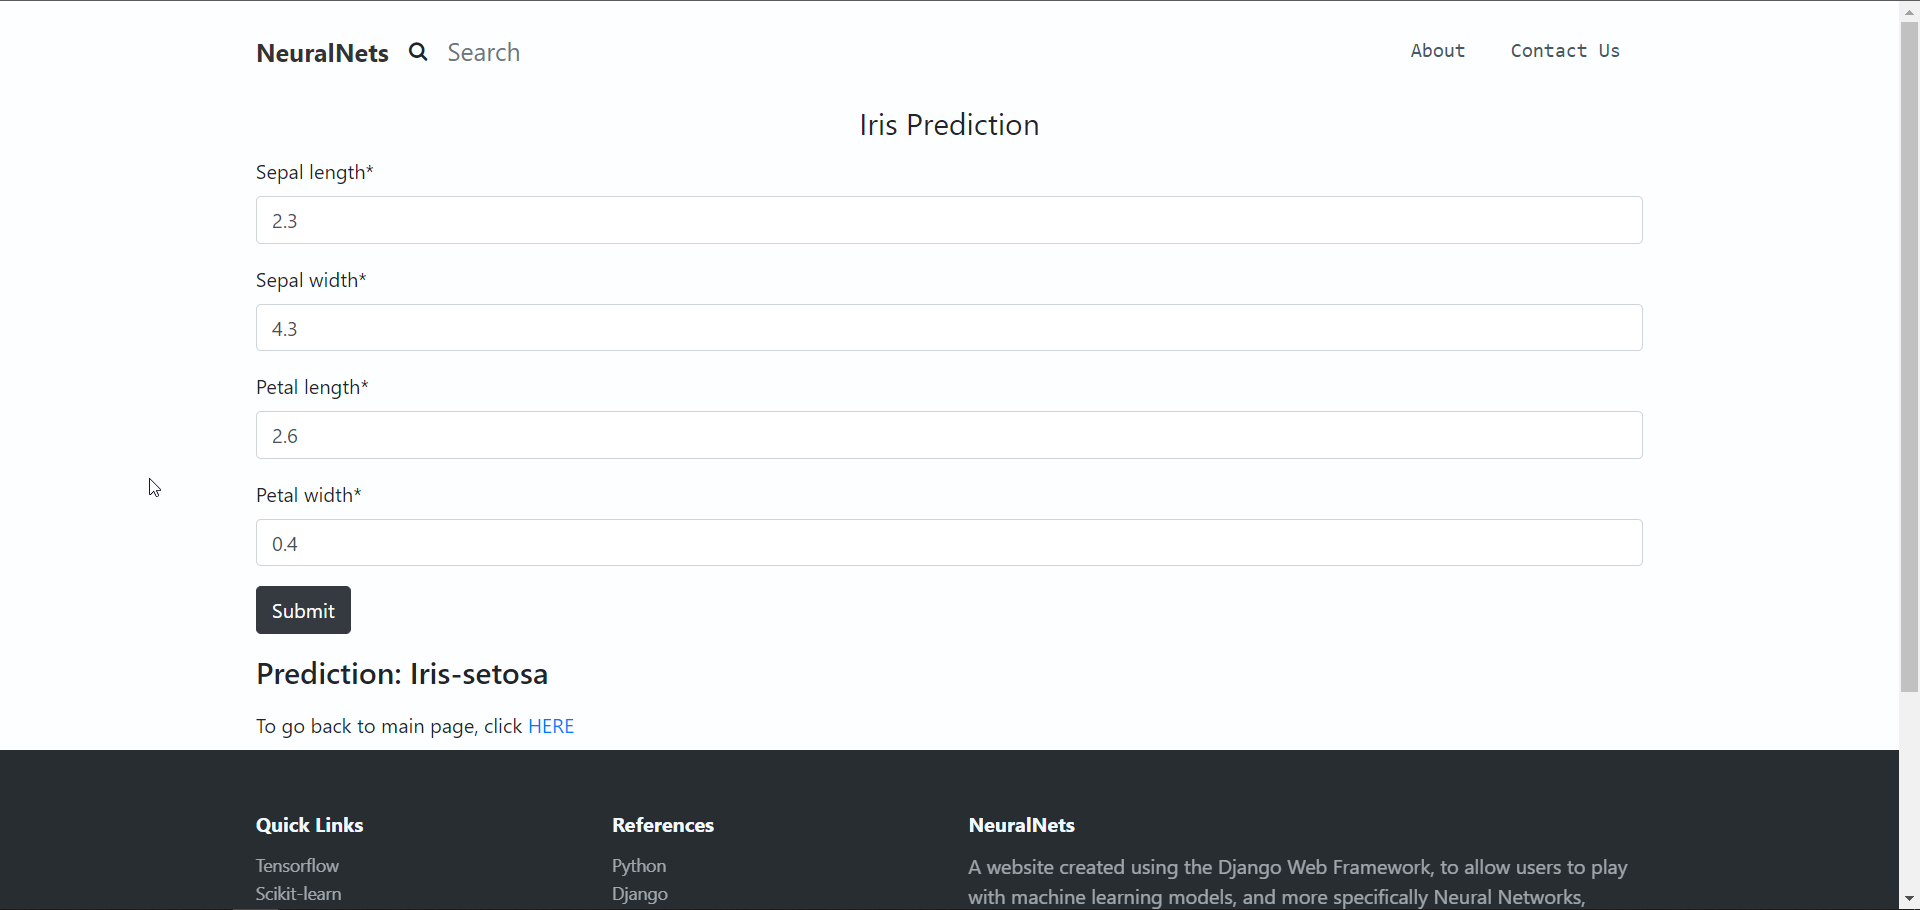 NeuralNets Search About Contact Us
Iris Prediction
Sepal length*
2.3
Sepal width*
4.3
Petal length*
2.6
Petal width*
0.4
Submit
Prediction: Iris-setosa
To go back to main page, click HERE
Quick Links
Tensorflow
Scikit-learn
References
Python
Django
NeuralNets
A website created using the Django Web Framework, to allow users to play
with machine learning models, and more specifically Neural Networks,